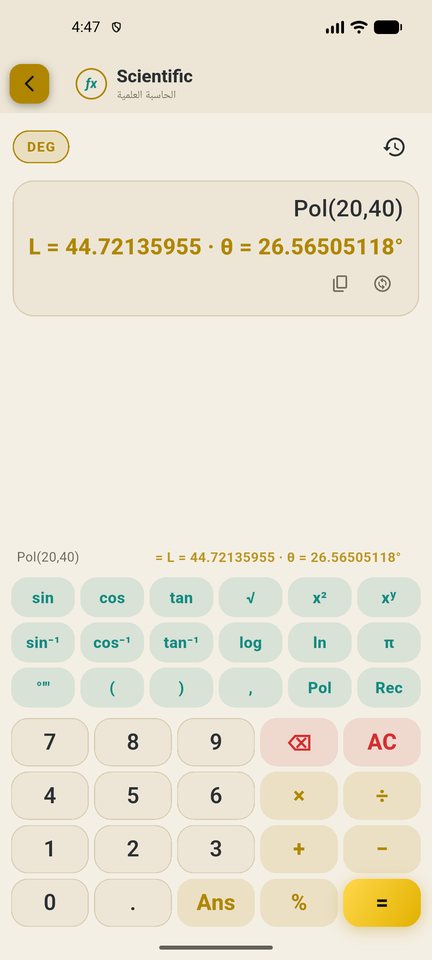 4:47
fx Scientific
الحاسبة العلمية
DEG
Pol(20,40)
L = 44.72135955 · θ = 26.56505118°
Pol(20,40) = L = 44.72135955 · θ = 26.56505118°
sin cos tan √ x² xʸ
sin⁻¹ cos⁻¹ tan⁻¹ log ln π
°'" ( ) , Pol Rec
7 8 9 AC
4 5 6 × ÷
1 2 3 + −
0 . Ans % =